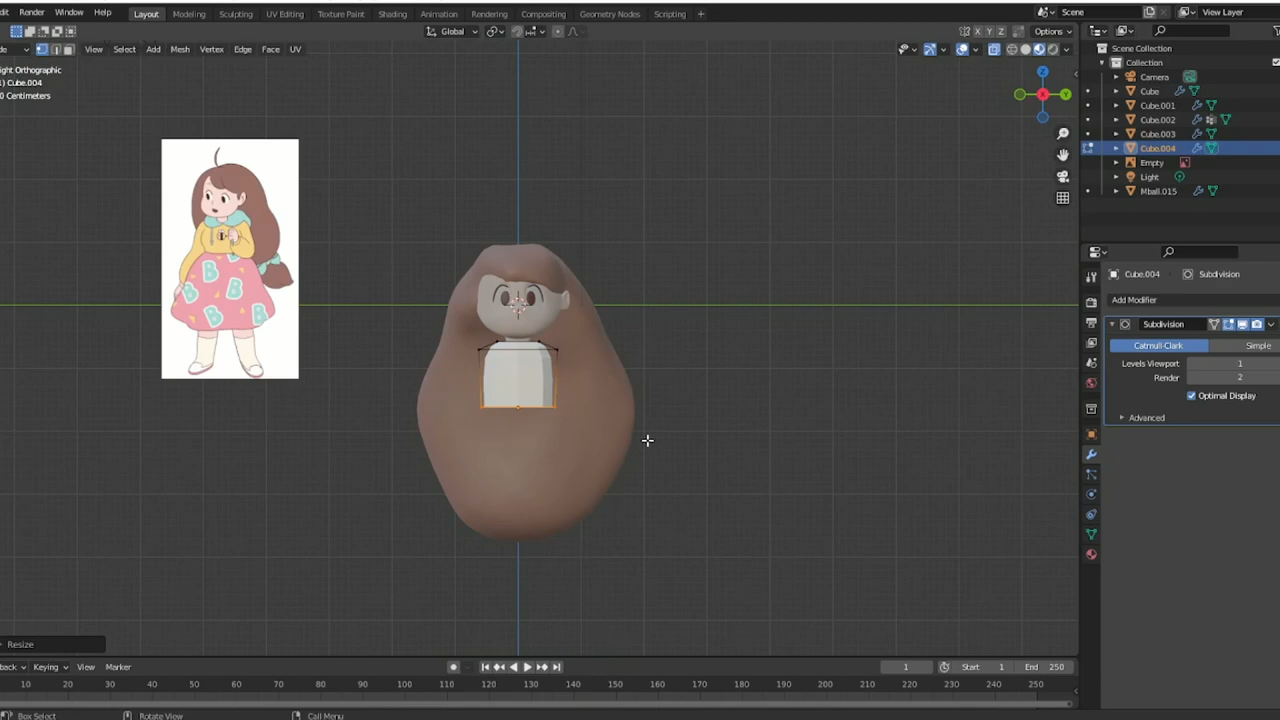 Render Window Help Layout Modeling Sculpting UV Editing Texture Paint Shading Animation Rendering Compositing Geometry Nodes Scripting + Scene View Layer
Global X Y Z Options
View Select Add Mesh Vertex Edge Face UV
ight Orthographic
) Cube.004
0 Centimeters
Z
X
Y
B
B
B
B
B
Scene Collection
Collection
Camera
Cube
Cube.001
Cube.002
Cube.003
Cube.004
Empty
Light
Mball.015
Cube.004 Subdivision
Add Modifier
Subdivision
Catmull-Clark Simple
Levels Viewport 1
Render 2
Optimal Display
Advanced
Resize
back Keying View Marker 1 Start 1 End 250
10 20 30 40 50 60 70 80 90 100 110 120 130 140 150 160 170 180 190 200 210 220 230 240 250
Box Select Rotate View Call Menu